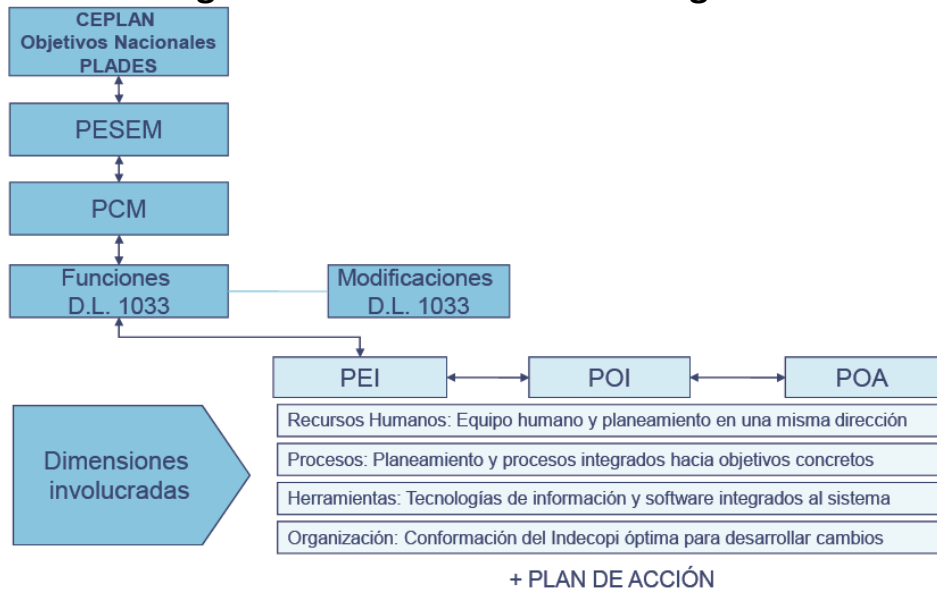 CEPLAN
Objetivos Nacionales
PLADES
PESEM
PCM
Funciones
D.L. 1033
Modificaciones
D.L. 1033
PEI
POI
POA
Dimensiones
involucradas
Recursos Humanos: Equipo humano y planeamiento en una misma dirección
Procesos: Planeamiento y procesos integrados hacia objetivos concretos
Herramientas: Tecnologías de información y software integrados al sistema
Organización: Conformación del Indecopi óptima para desarrollar cambios
+ PLAN DE ACCIÓN